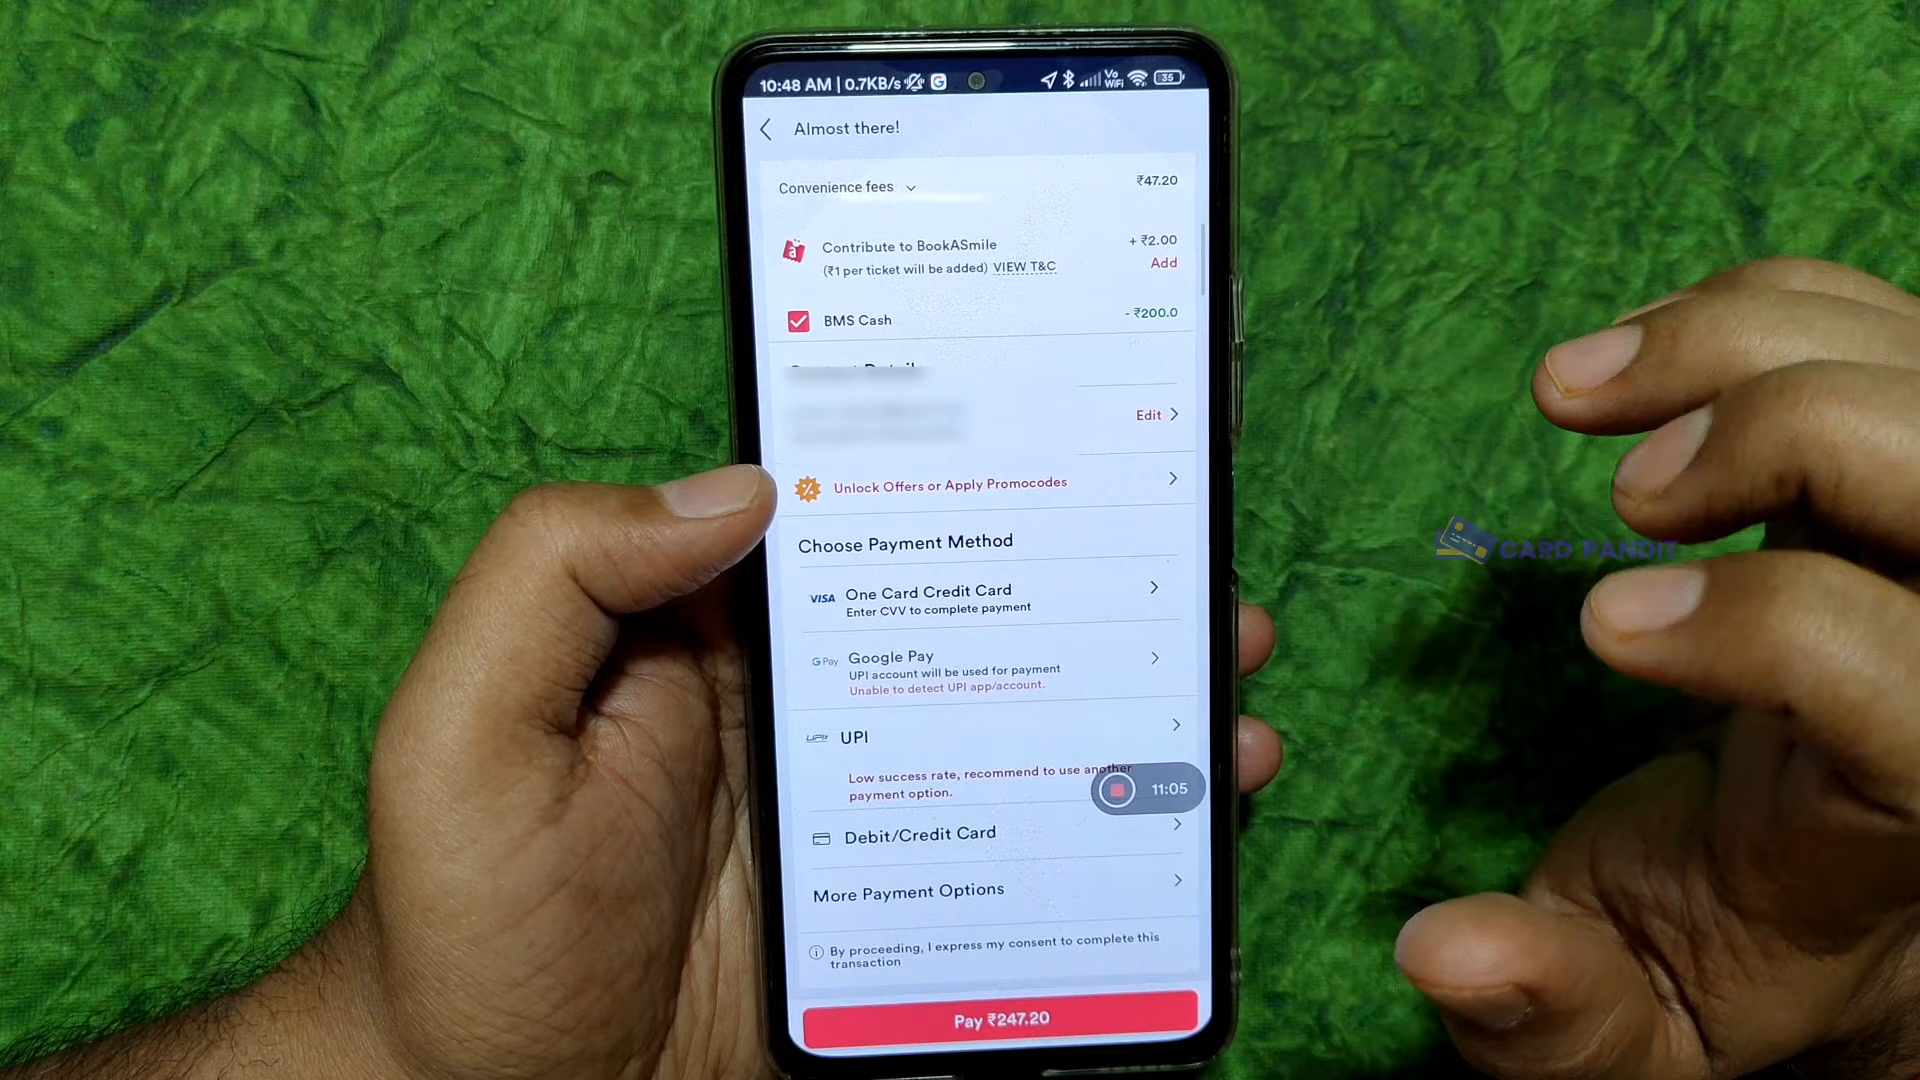 10:48 AM | 0.7KB/s
Vo
WiFi
35
Almost there!
Convenience fees
₹47.20
a
Contribute to BookASmile
+ ₹2.00
(₹1 per ticket will be added) VIEW T&C
Add
BMS Cash
- ₹200.0
Edit
Unlock Offers or Apply Promocodes
Choose Payment Method
VISA
One Card Credit Card
Enter CVV to complete payment
G Pay
Google Pay
UPI account will be used for payment
Unable to detect UPI app/account.
UPI
UPI
Low success rate, recommend to use another
payment option.
11:05
Debit/Credit Card
More Payment Options
By proceeding, I express my consent to complete this
transaction
Pay ₹247.20
CARD PANDIT